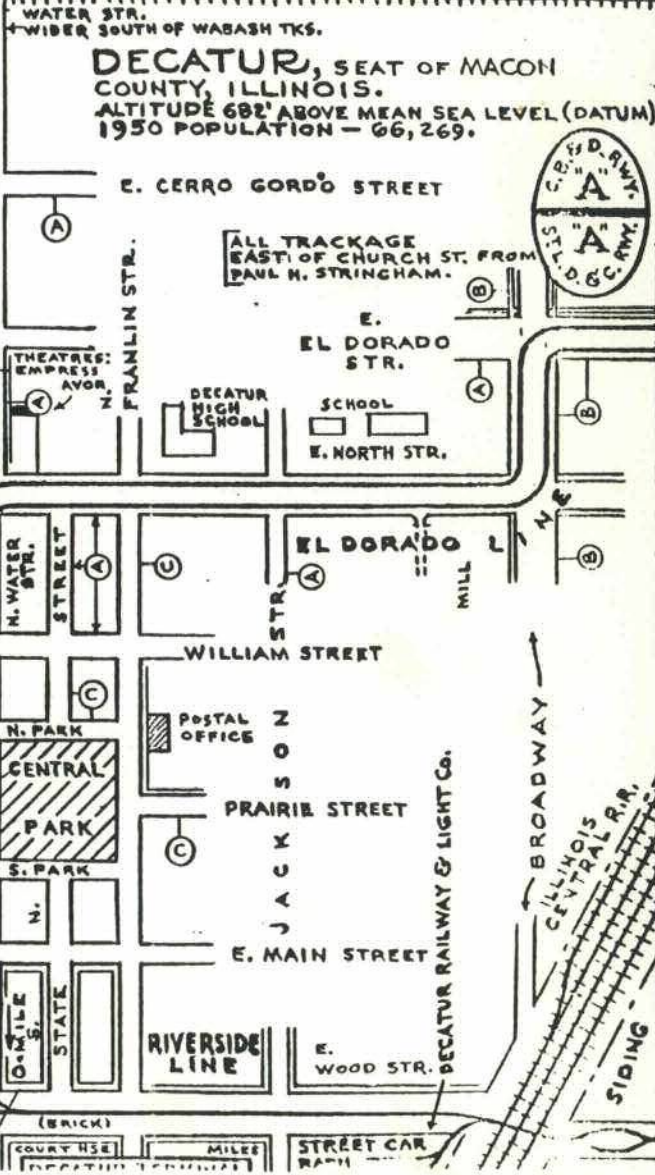 WATER STR.
WIDER SOUTH OF WABASH TKS.
DECATUR, SEAT OF MACON
COUNTY, ILLINOIS.
ALTITUDE 682' ABOVE MEAN SEA LEVEL (DATUM)
1950 POPULATION — 66,269.
E. CERRO GORDO STREET
C.B.&D. RWY.
"A"
"A"
ST.L.D.&C. RWY.
A
ALL TRACKAGE
EAST OF CHURCH ST. FROM
PAUL H. STRINGHAM.
B
N. FRANLIN STR.
E.
EL DORADO
STR.
THEATRES:
EMPRESS
AVON
A
DECATUR
HIGH
SCHOOL
SCHOOL
A
B
E. NORTH STR.
N. WATER
STR.
STREET
A
C
EL DORADO LINE
A
MILL
B
STR.
WILLIAM STREET
C
N. PARK
CENTRAL
PARK
S. PARK
POSTAL
OFFICE
JACKSON
PRAIRIE STREET
C
DECATUR RAILWAY & LIGHT Co.
BROADWAY
ILLINOIS
CENTRAL R.R.
N.
E. MAIN STREET
O-MILE
S.
STATE
RIVERSIDE
LINE
E.
WOOD STR.
SIDING
(BRICK)
COURT HSE
MILES
STREET CAR